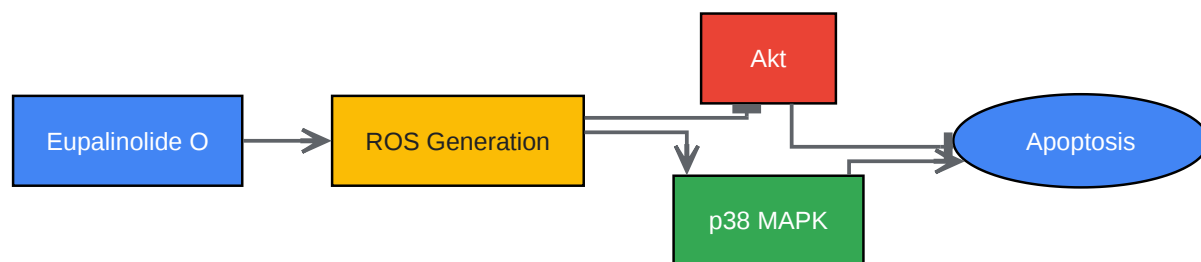 Akt
Eupalinolide O
ROS Generation
Apoptosis
p38 MAPK